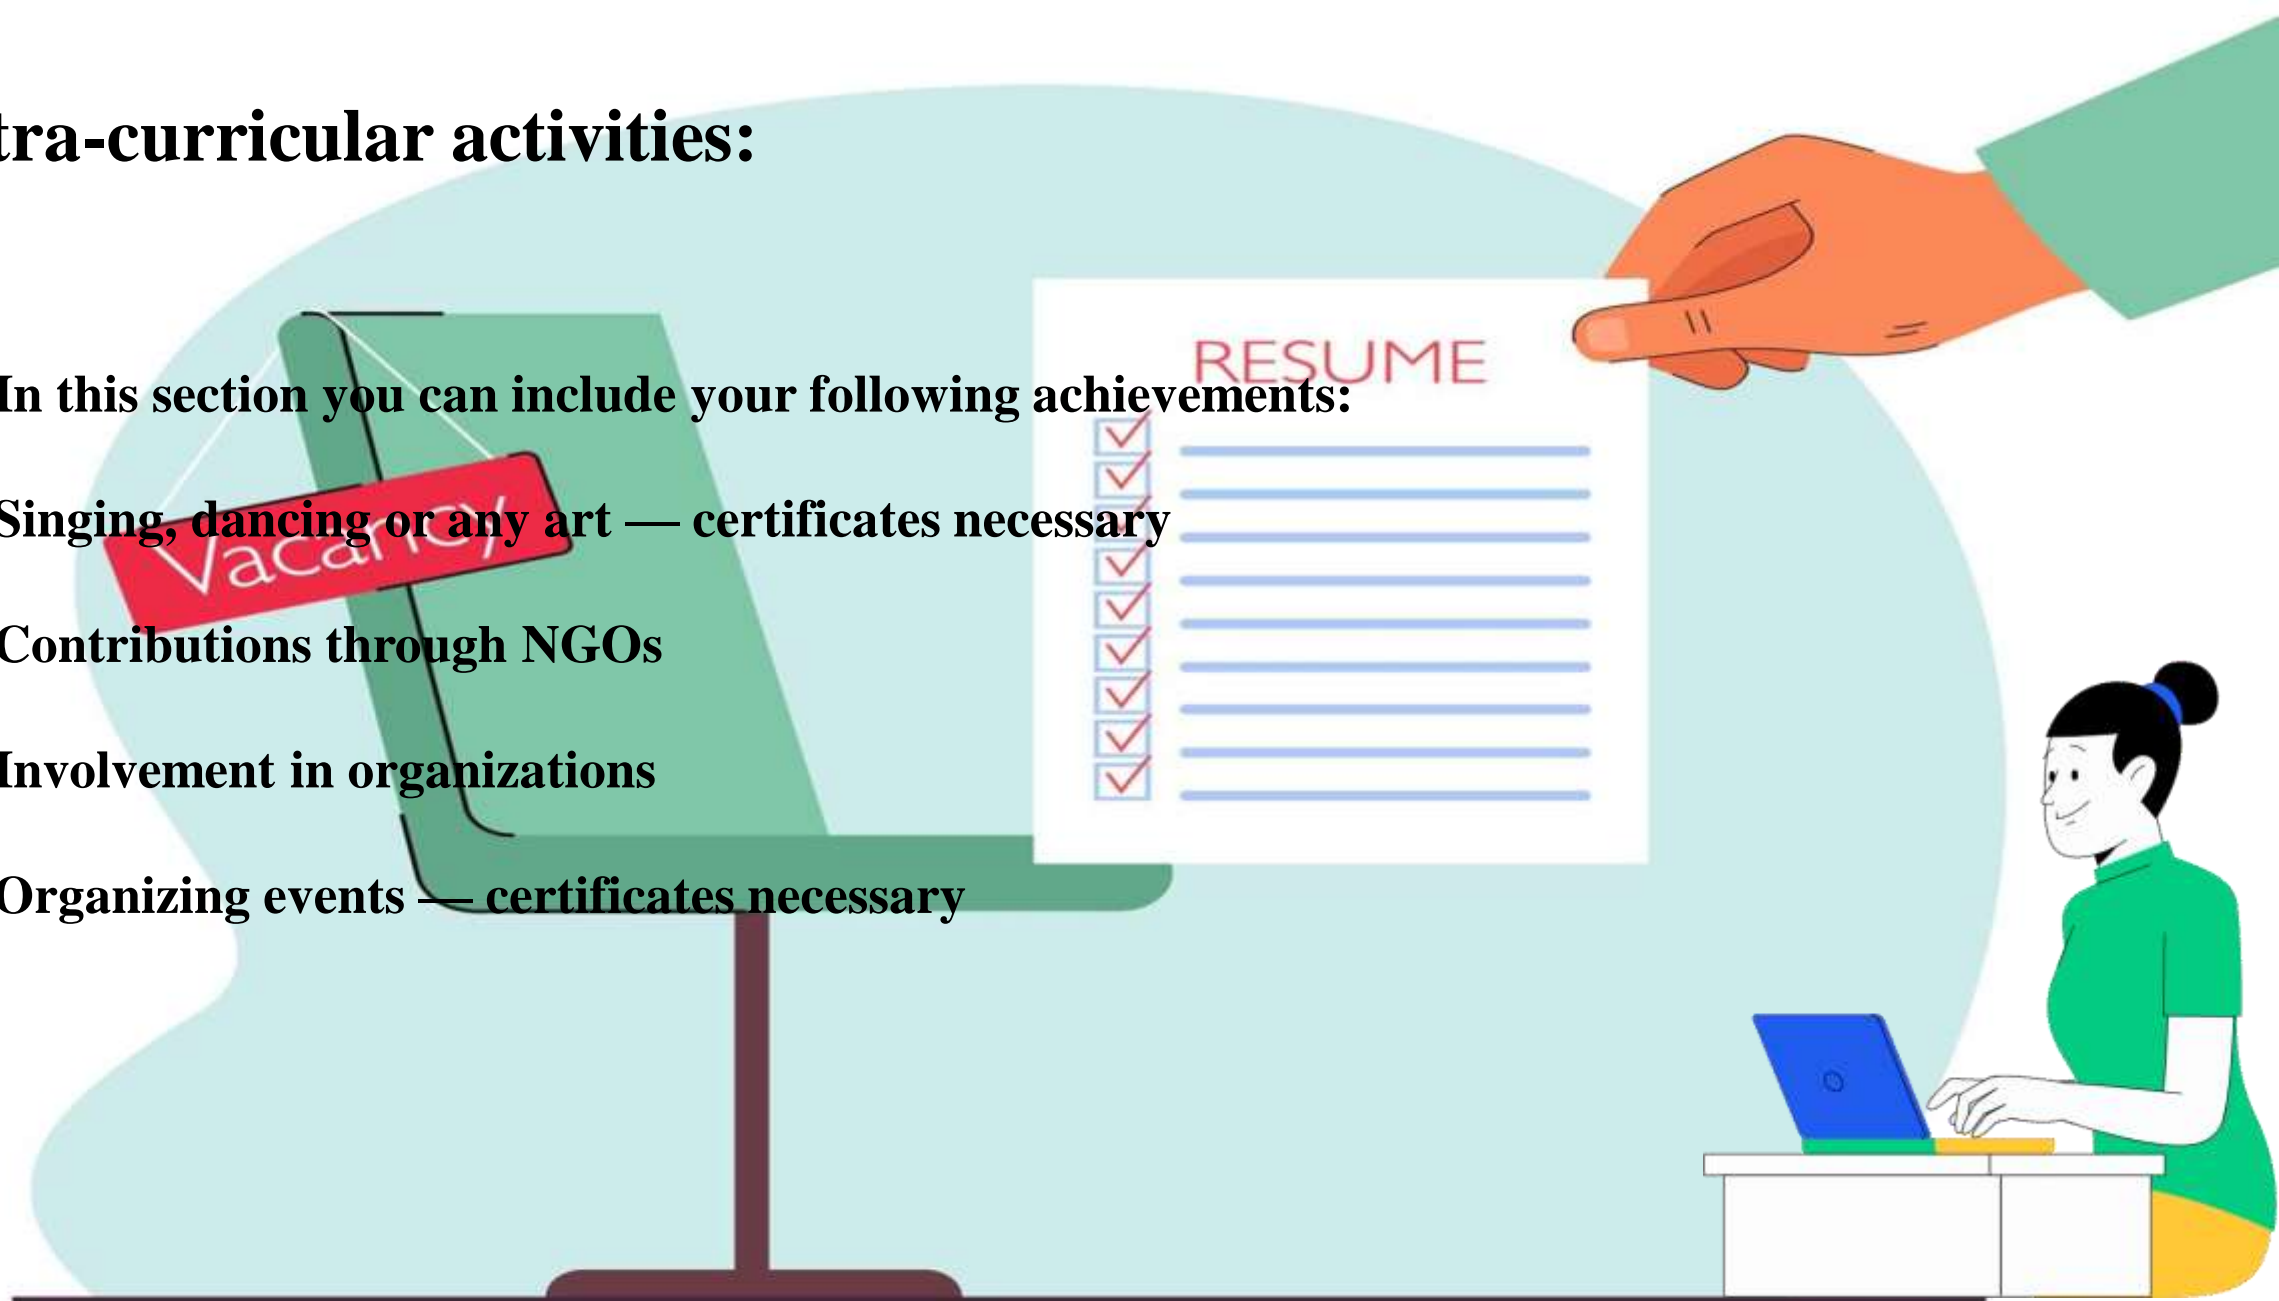 tra-curricular activities:
RESUME
In this section you can include your following achievements:
Vacancy
Singing, dancing or any art — certificates necessary
Contributions through NGOs
Involvement in organizations
Organizing events — certificates necessary